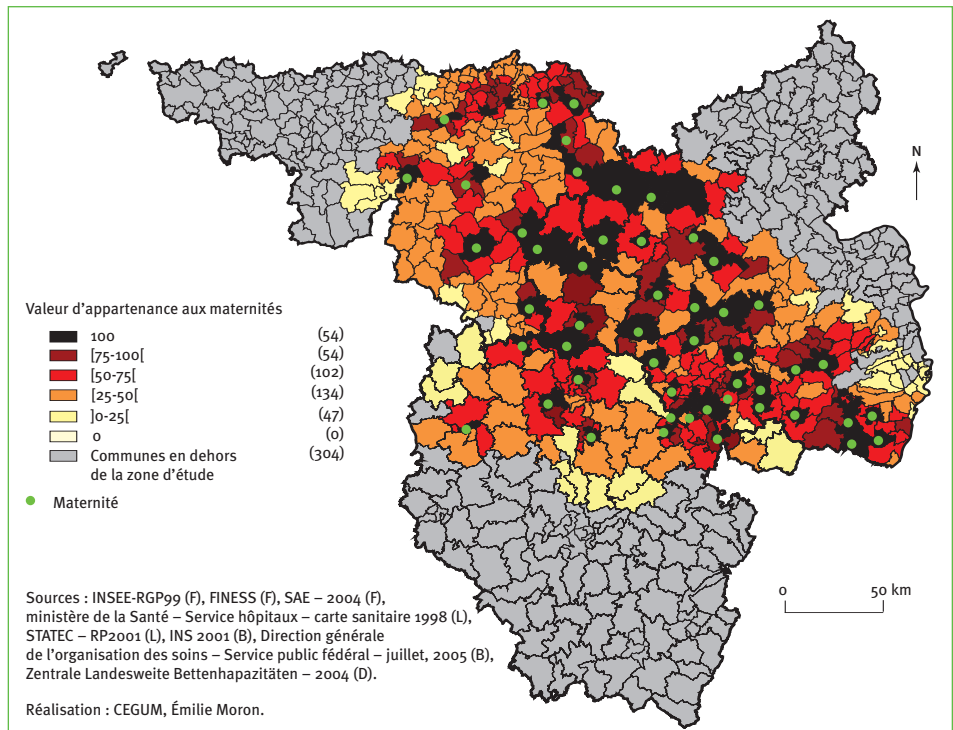 N
Valeur d'appartenance aux maternités
100 (54)
[75-100[ (54)
[50-75[ (102)
[25-50[ (134)
]0-25[ (47)
0 (0)
Communes en dehors (304)
de la zone d'étude
Maternité
0 50 km
Sources : INSEE-RGP99 (F), FINESS (F), SAE – 2004 (F),
ministère de la Santé – Service hôpitaux – carte sanitaire 1998 (L),
STATEC – RP2001 (L), INS 2001 (B), Direction générale
de l'organisation des soins – Service public fédéral – juillet, 2005 (B),
Zentrale Landesweite Bettenhapazitäten – 2004 (D).
Réalisation : CEGUM, Émilie Moron.